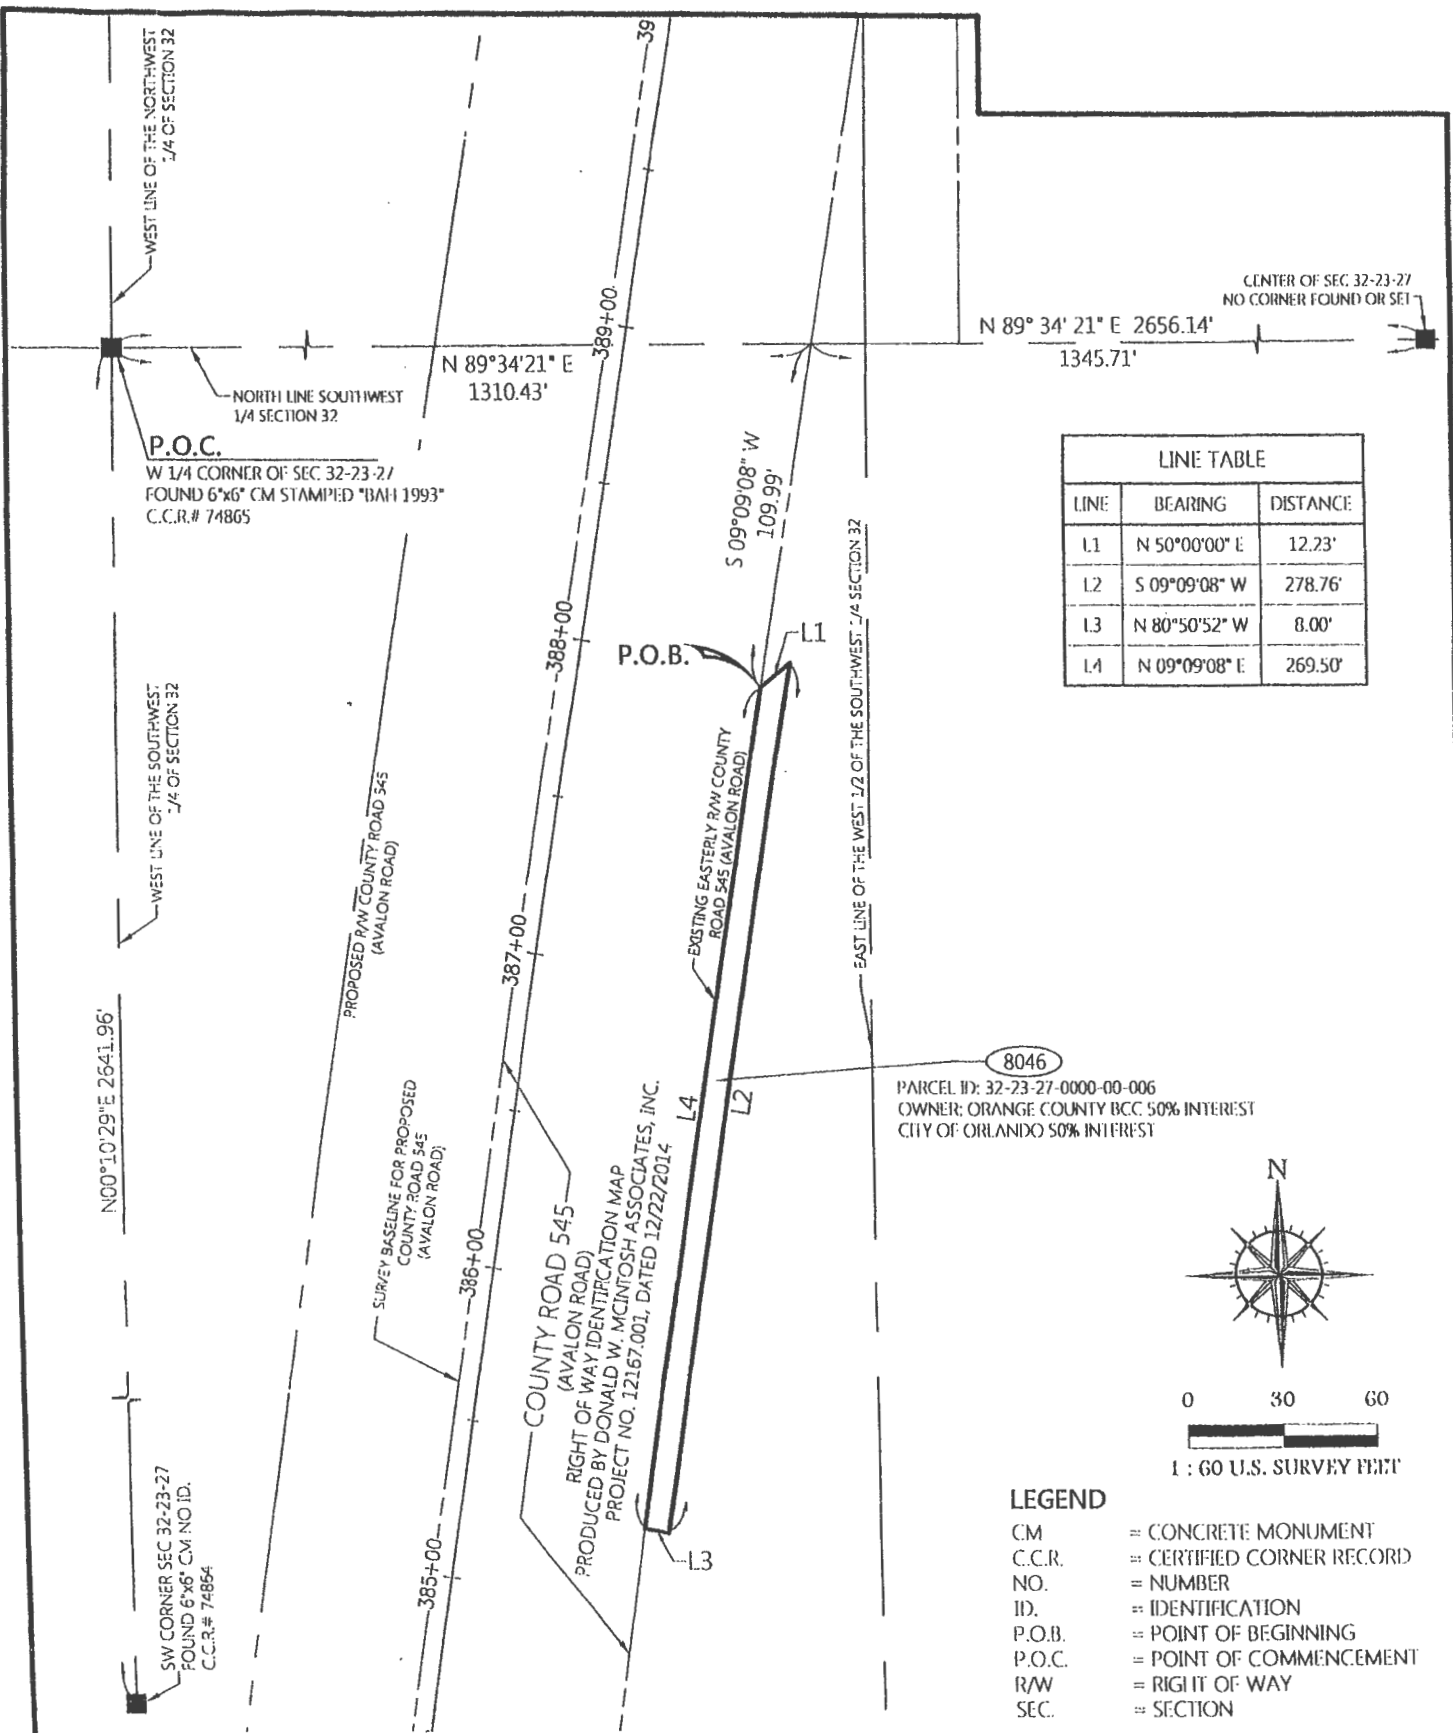 WEST LINE OF THE NORTHWEST
1/4 OF SECTION 32
39
389+00
CENTER OF SEC 32-23-27
NO CORNER FOUND OR SET
N 89° 34' 21" E 2656.14'
1345.71'
N 89°34'21" E
1310.43'
NORTH LINE SOUTHWEST
1/4 SECTION 32
P.O.C.
W 1/4 CORNER OF SEC 32-23-27
FOUND 6"x6" CM STAMPED "BAH 1993"
C.C.R.# 74865
S 09°09'08" W
109.99'
LINE TABLE
LINE BEARING DISTANCE
L1 N 50°00'00" E 12.23'
L2 S 09°09'08" W 278.76'
L3 N 80°50'52" W 8.00'
L4 N 09°09'08" E 269.50'
388+00
P.O.B.
L1
WEST LINE OF THE SOUTHWEST
1/4 OF SECTION 32
EAST LINE OF THE WEST 1/2 OF THE SOUTHWEST 1/4 SECTION 32
PROPOSED R/W COUNTY ROAD 545
(AVALON ROAD)
EXISTING EASTERLY R/W COUNTY
ROAD 545 (AVALON ROAD)
387+00
N00°10'29"E 2641.96'
8046
PARCEL ID: 32-23-27-0000-00-006
OWNER: ORANGE COUNTY BCC 50% INTEREST
CITY OF ORLANDO 50% INTEREST
L4
L2
SURVEY BASELINE FOR PROPOSED
COUNTY ROAD 545
(AVALON ROAD)
386+00
COUNTY ROAD 545
(AVALON ROAD)
RIGHT OF WAY IDENTIFICATION MAP
PRODUCED BY DONALD W. MCINTOSH ASSOCIATES, INC.
PROJECT NO. 12167.001, DATED 12/22/2014
N
0 30 60
1 : 60 U.S. SURVEY FEET
385+00
L3
SW CORNER SEC 32-23-27
FOUND 6"x6" CM NO ID.
C.C.R.# 74864
LEGEND
CM = CONCRETE MONUMENT
C.C.R. = CERTIFIED CORNER RECORD
NO. = NUMBER
ID. = IDENTIFICATION
P.O.B. = POINT OF BEGINNING
P.O.C. = POINT OF COMMENCEMENT
R/W = RIGHT OF WAY
SEC. = SECTION